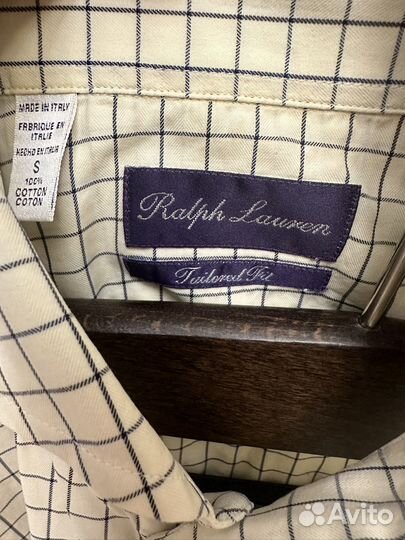 MADE IN ITALY
FABRIQUE EN
ITALIE
HECHO EN ITALIA
S
100%
COTTON
COTON
Ralph Lauren
Tailored Fit
Avito